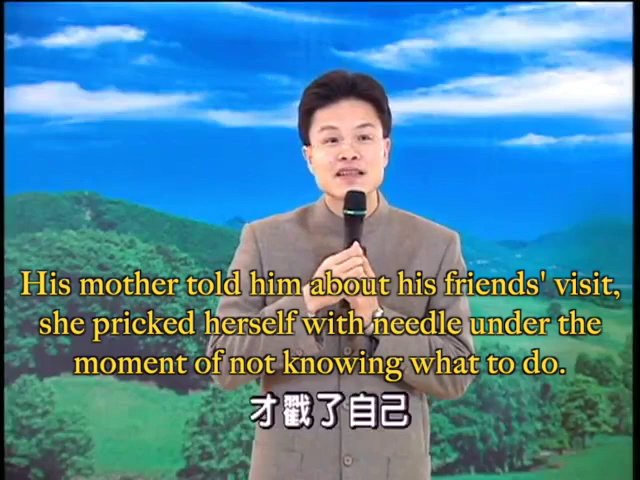 His mother told him about his friends' visit,
she pricked herself with needle under the
moment of not knowing what to do.
才戳了自己